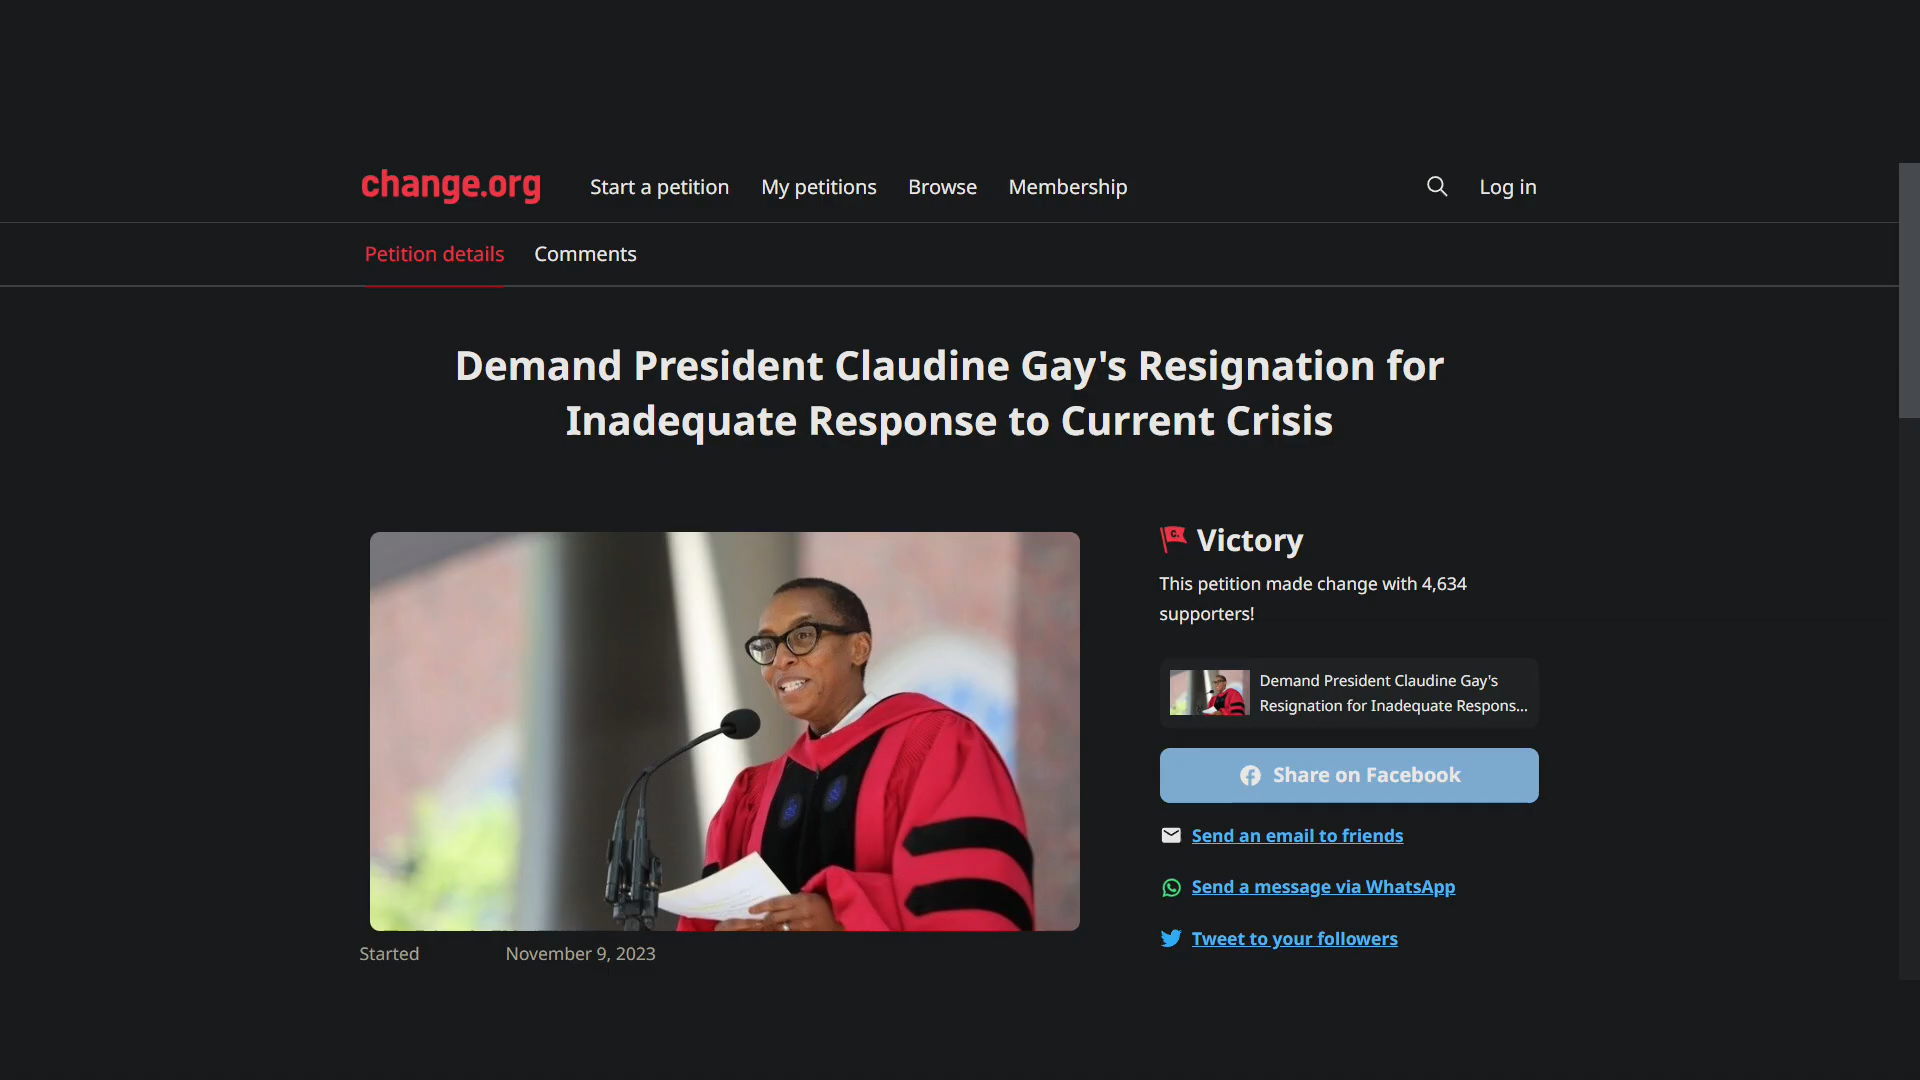 change.org
Start a petition
My petitions
Browse
Membership
Log in
Petition details
Comments
Demand President Claudine Gay's Resignation for
Inadequate Response to Current Crisis
Started
November 9, 2023
Victory
This petition made change with 4,634
supporters!
Demand President Claudine Gay's
Resignation for Inadequate Respons...
Share on Facebook
Send an email to friends
Send a message via WhatsApp
Tweet to your followers